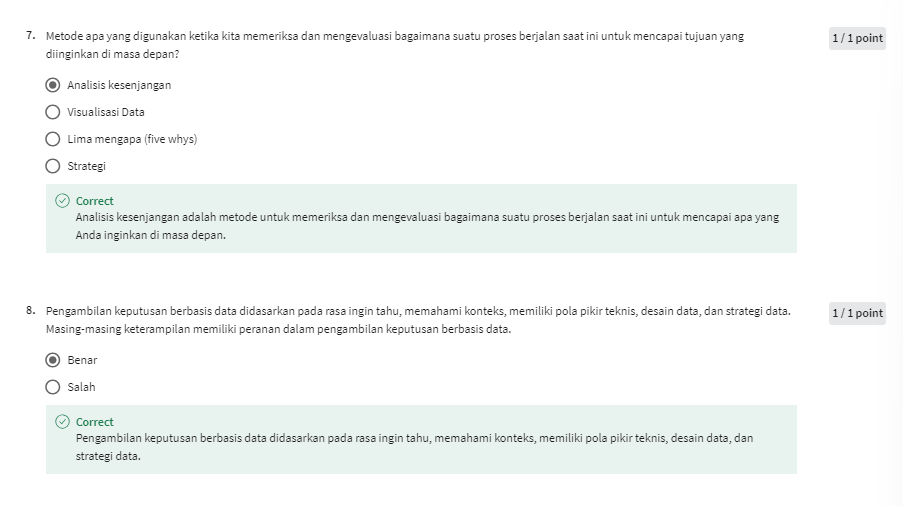 7. Metode apa yang digunakan ketika kita memeriksa dan mengevaluasi bagaimana suatu proses berjalan saat ini untuk mencapai tujuan yang
diinginkan di masa depan?
1 / 1 point
Analisis kesenjangan
Visualisasi Data
Lima mengapa (five whys)
Strategi
Correct
Analisis kesenjangan adalah metode untuk memeriksa dan mengevaluasi bagaimana suatu proses berjalan saat ini untuk mencapai apa yang
Anda inginkan di masa depan.
8. Pengambilan keputusan berbasis data didasarkan pada rasa ingin tahu, memahami konteks, memiliki pola pikir teknis, desain data, dan strategi data.
Masing-masing keterampilan memiliki peranan dalam pengambilan keputusan berbasis data.
1 / 1 point
Benar
Salah
Correct
Pengambilan keputusan berbasis data didasarkan pada rasa ingin tahu, memahami konteks, memiliki pola pikir teknis, desain data, dan
strategi data.